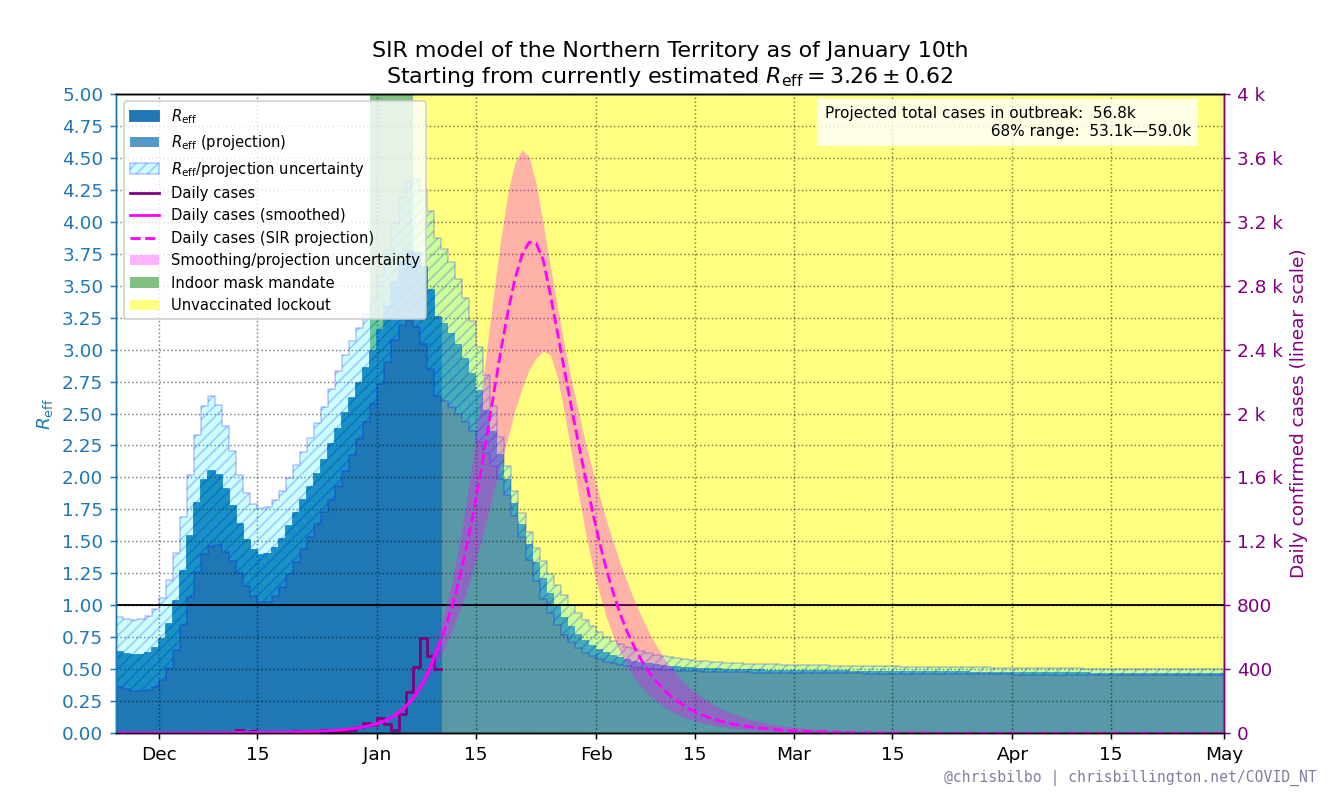 SIR model of the Northern Territory as of January 10th
Starting from currently estimated R_eff = 3.26 ± 0.62
Projected total cases in outbreak: 56.8k
68% range: 53.1k—59.0k
R_eff
R_eff (projection)
R_eff/projection uncertainty
Daily cases
Daily cases (smoothed)
Daily cases (SIR projection)
Smoothing/projection uncertainty
Indoor mask mandate
Unvaccinated lockout
R_eff
5.00
4.75
4.50
4.25
4.00
3.75
3.50
3.25
3.00
2.75
2.50
2.25
2.00
1.75
1.50
1.25
1.00
0.75
0.50
0.25
0.00
Dec 15 Jan 15 Feb 15 Mar 15 Apr 15 May
4 k
3.6 k
3.2 k
2.8 k
2.4 k
2 k
1.6 k
1.2 k
800
400
0
Daily confirmed cases (linear scale)
@chrisbilbo | chrisbillington.net/COVID_NT